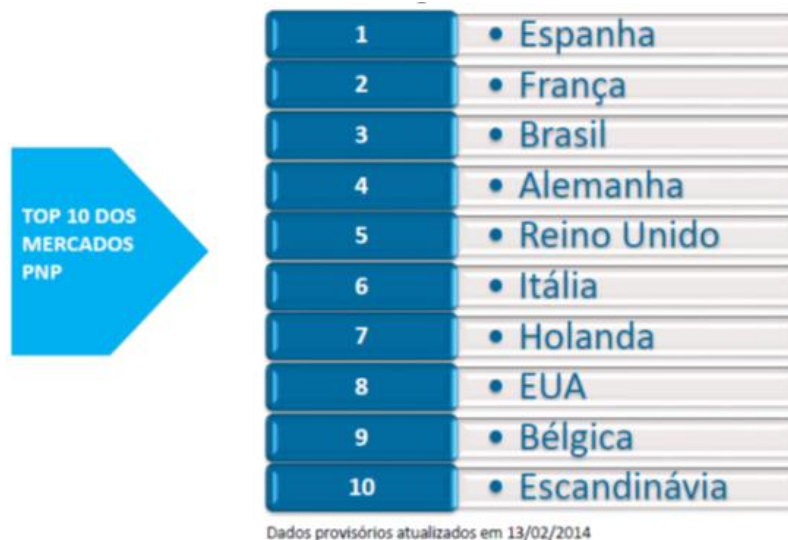 TOP 10 DOS
MERCADOS
PNP
1 • Espanha
2 • França
3 • Brasil
4 • Alemanha
5 • Reino Unido
6 • Itália
7 • Holanda
8 • EUA
9 • Bélgica
10 • Escandinávia
Dados provisórios atualizados em 13/02/2014